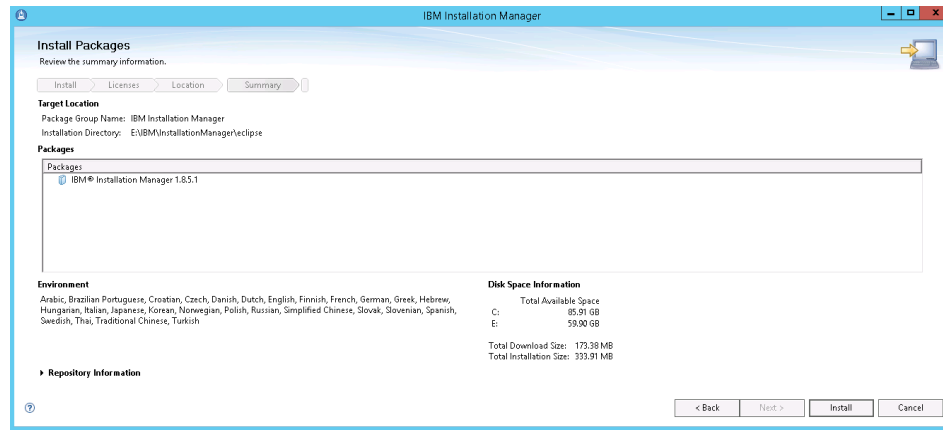 IBM Installation Manager
Install Packages
Review the summary information.
Install Licenses Location Summary
Target Location
Package Group Name: IBM Installation Manager
Installation Directory: E:\IBM\InstallationManager\eclipse
Packages
Packages
IBM® Installation Manager 1.8.5.1
Environment
Arabic, Brazilian Portuguese, Croatian, Czech, Danish, Dutch, English, Finnish, French, German, Greek, Hebrew,
Hungarian, Italian, Japanese, Korean, Norwegian, Polish, Russian, Simplified Chinese, Slovak, Slovenian, Spanish,
Swedish, Thai, Traditional Chinese, Turkish
Disk Space Information
Total Available Space
C: 85.91 GB
E: 59.90 GB
Total Download Size: 173.38 MB
Total Installation Size: 333.91 MB
Repository Information
? < Back Next > Install Cancel